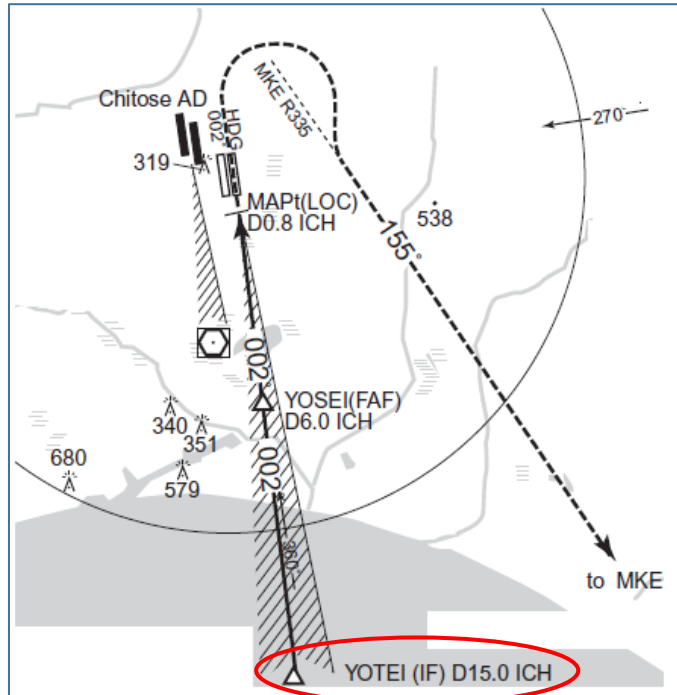 Chitose AD
MKE R335
HDG
002°
270°
319
MAPt(LOC)
D0.8 ICH
538
155°
002°
YOSEI(FAF)
D6.0 ICH
340
351
002°
680
579
360°
to MKE
YOTEI (IF) D15.0 ICH